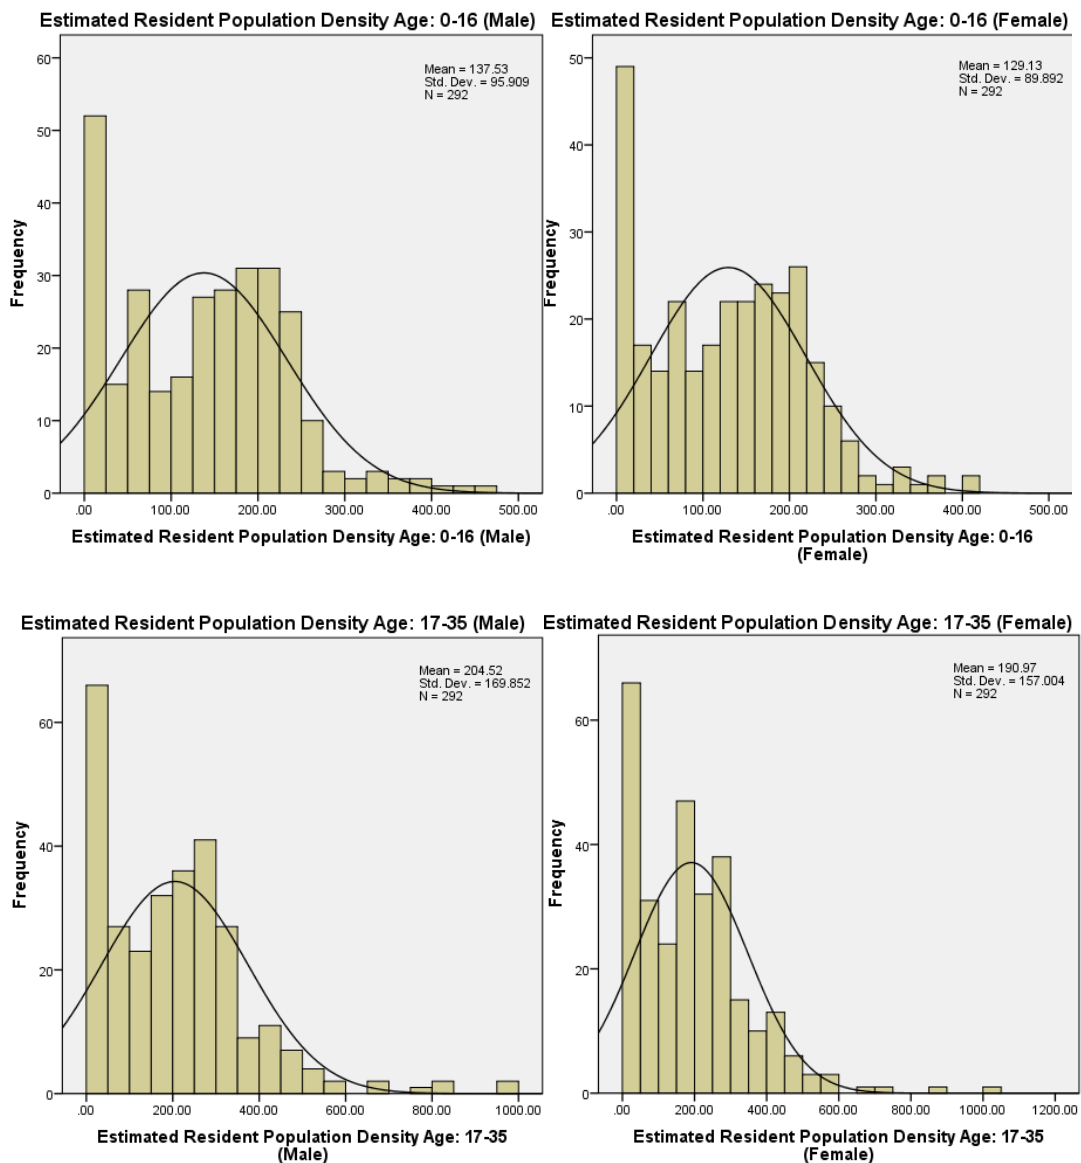 Estimated Resident Population Density Age: 0-16 (Male)
Mean = 137.53
Std. Dev. = 95.909
N = 292
60
50
40
30
20
10
0
Frequency
.00 100.00 200.00 300.00 400.00 500.00
Estimated Resident Population Density Age: 0-16 (Male)
Estimated Resident Population Density Age: 0-16 (Female)
Mean = 129.13
Std. Dev. = 89.892
N = 292
50
40
30
20
10
0
Frequency
.00 100.00 200.00 300.00 400.00 500.00
Estimated Resident Population Density Age: 0-16
(Female)
Estimated Resident Population Density Age: 17-35 (Male)
Mean = 204.52
Std. Dev. = 169.852
N = 292
60
40
20
0
Frequency
.00 200.00 400.00 600.00 800.00 1000.00
Estimated Resident Population Density Age: 17-35
(Male)
Estimated Resident Population Density Age: 17-35 (Female)
Mean = 190.97
Std. Dev. = 157.004
N = 292
60
40
20
0
Frequency
.00 200.00 400.00 600.00 800.00 1000.00 1200.00
Estimated Resident Population Density Age: 17-35
(Female)